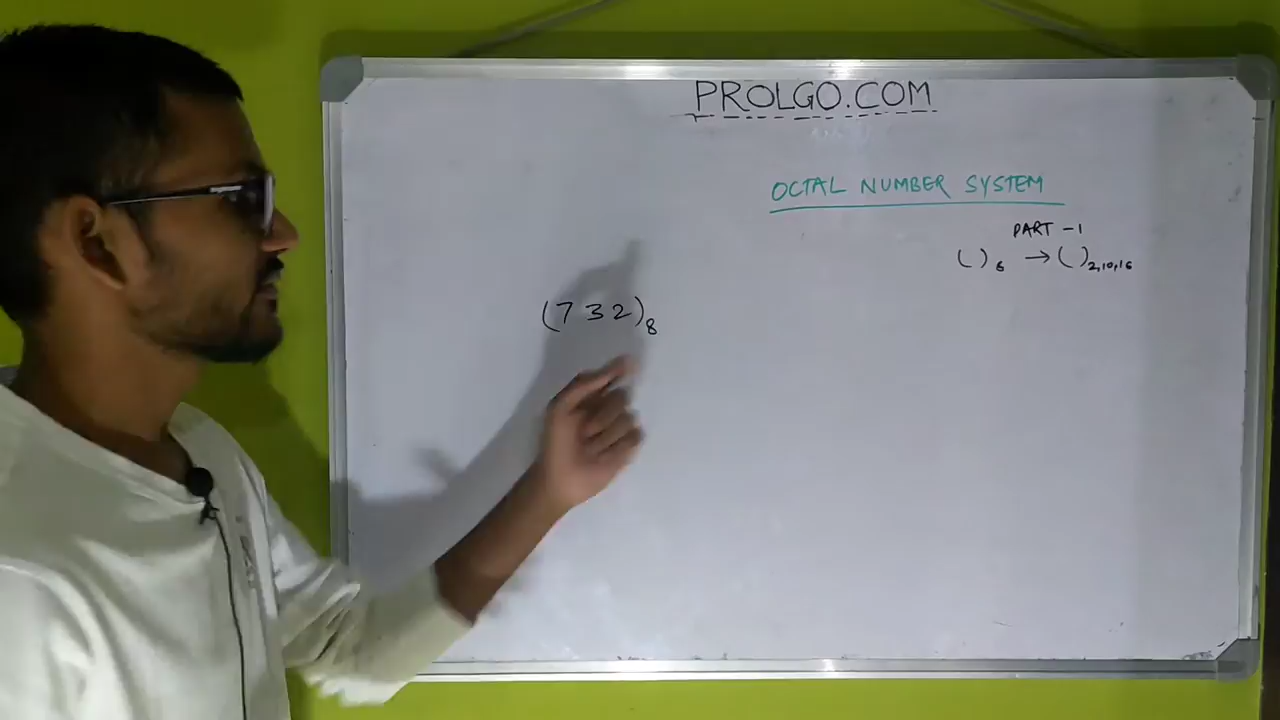 PROLGO.COM
OCTAL NUMBER SYSTEM
PART -1
( )₈ → ( )₂,₁₀,₁₆
(732)₈